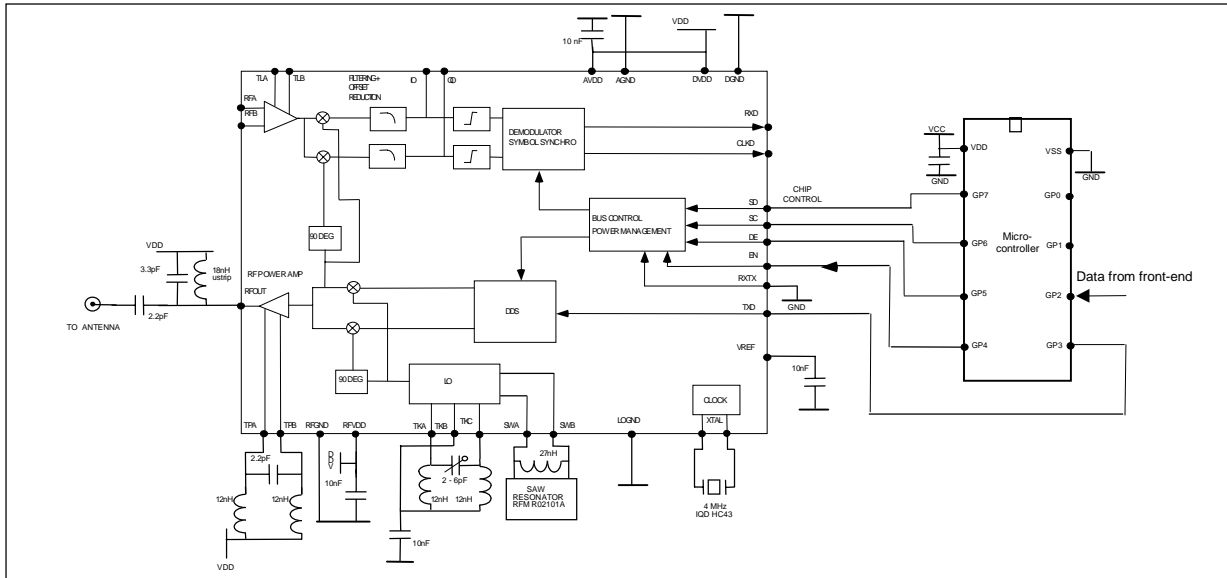 VDD
10 nF
TLA
TLB
FILTERING+
OFFSET
REDUCTION
IO
QO
AVDD
AGND
DVDD
DGND
RFA
RFB
DEMODULATOR
SYMBOL SYNCHRO
RXD
CLKD
VCC
VDD
VSS
GND
GND
CHIP
CONTROL
SD
SC
DE
EN
RXTX
GND
TXD
VREF
BUS CONTROL
POWER MANAGEMENT
GP7
GP0
GP6
Micro-
controller
GP1
GP5
GP2
Data from front-end
GP4
GP3
90 DEG
VDD
3.3pF
18nH
ustrip
RF POWER AMP
RFOUT
2.2pF
TO ANTENNA
DDS
90 DEG
LO
10nF
CLOCK
XTAL
TPA
TPB
RFGND
RFVDD
TKA
TKB
TKC
SWA
SWB
LOGND
2.2pF
VDD
10nF
12nH
12nH
VDD
2 - 6pF
12nH
12nH
10nF
27nH
SAW
RESONATOR
RFM R02101A
4 MHz
IQD HC43